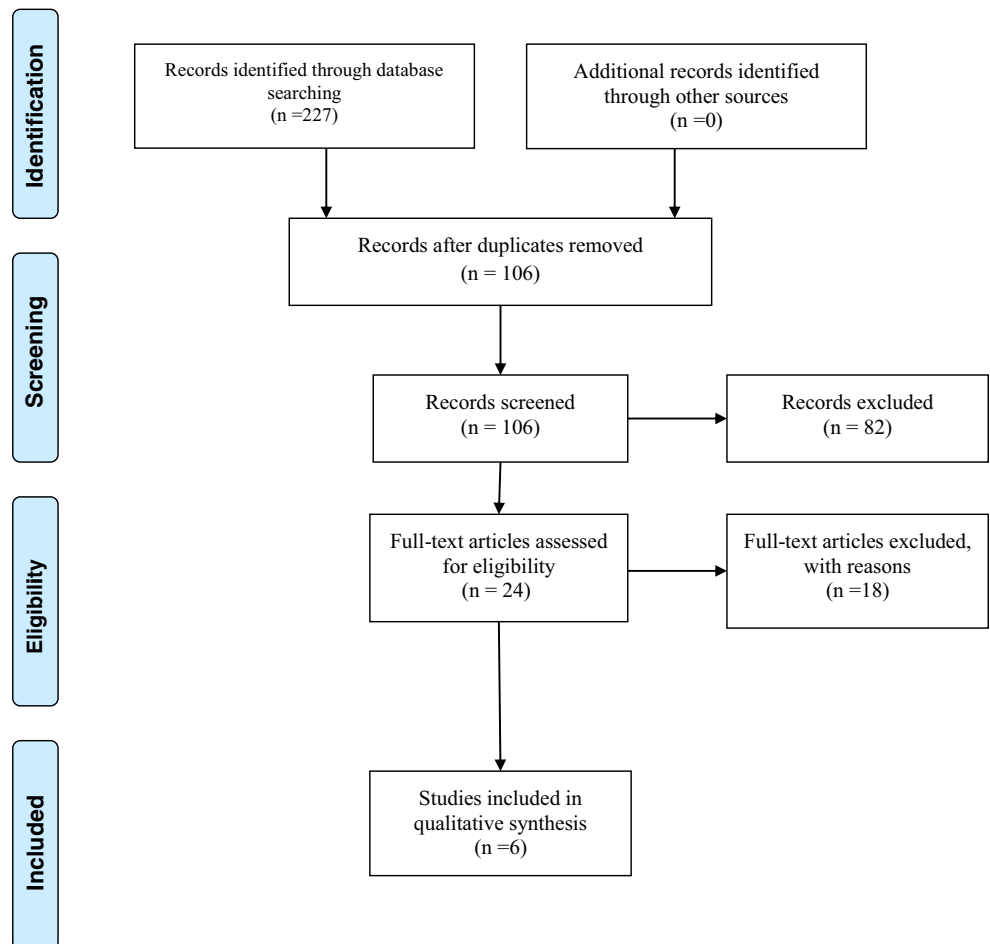 Identification
Records identified through database
searching
(n =227)
Additional records identified
through other sources
(n =0)
Records after duplicates removed
(n = 106)
Screening
Records screened
(n = 106)
Records excluded
(n = 82)
Eligibility
Full-text articles assessed
for eligibility
(n = 24)
Full-text articles excluded,
with reasons
(n =18)
Included
Studies included in
qualitative synthesis
(n =6)